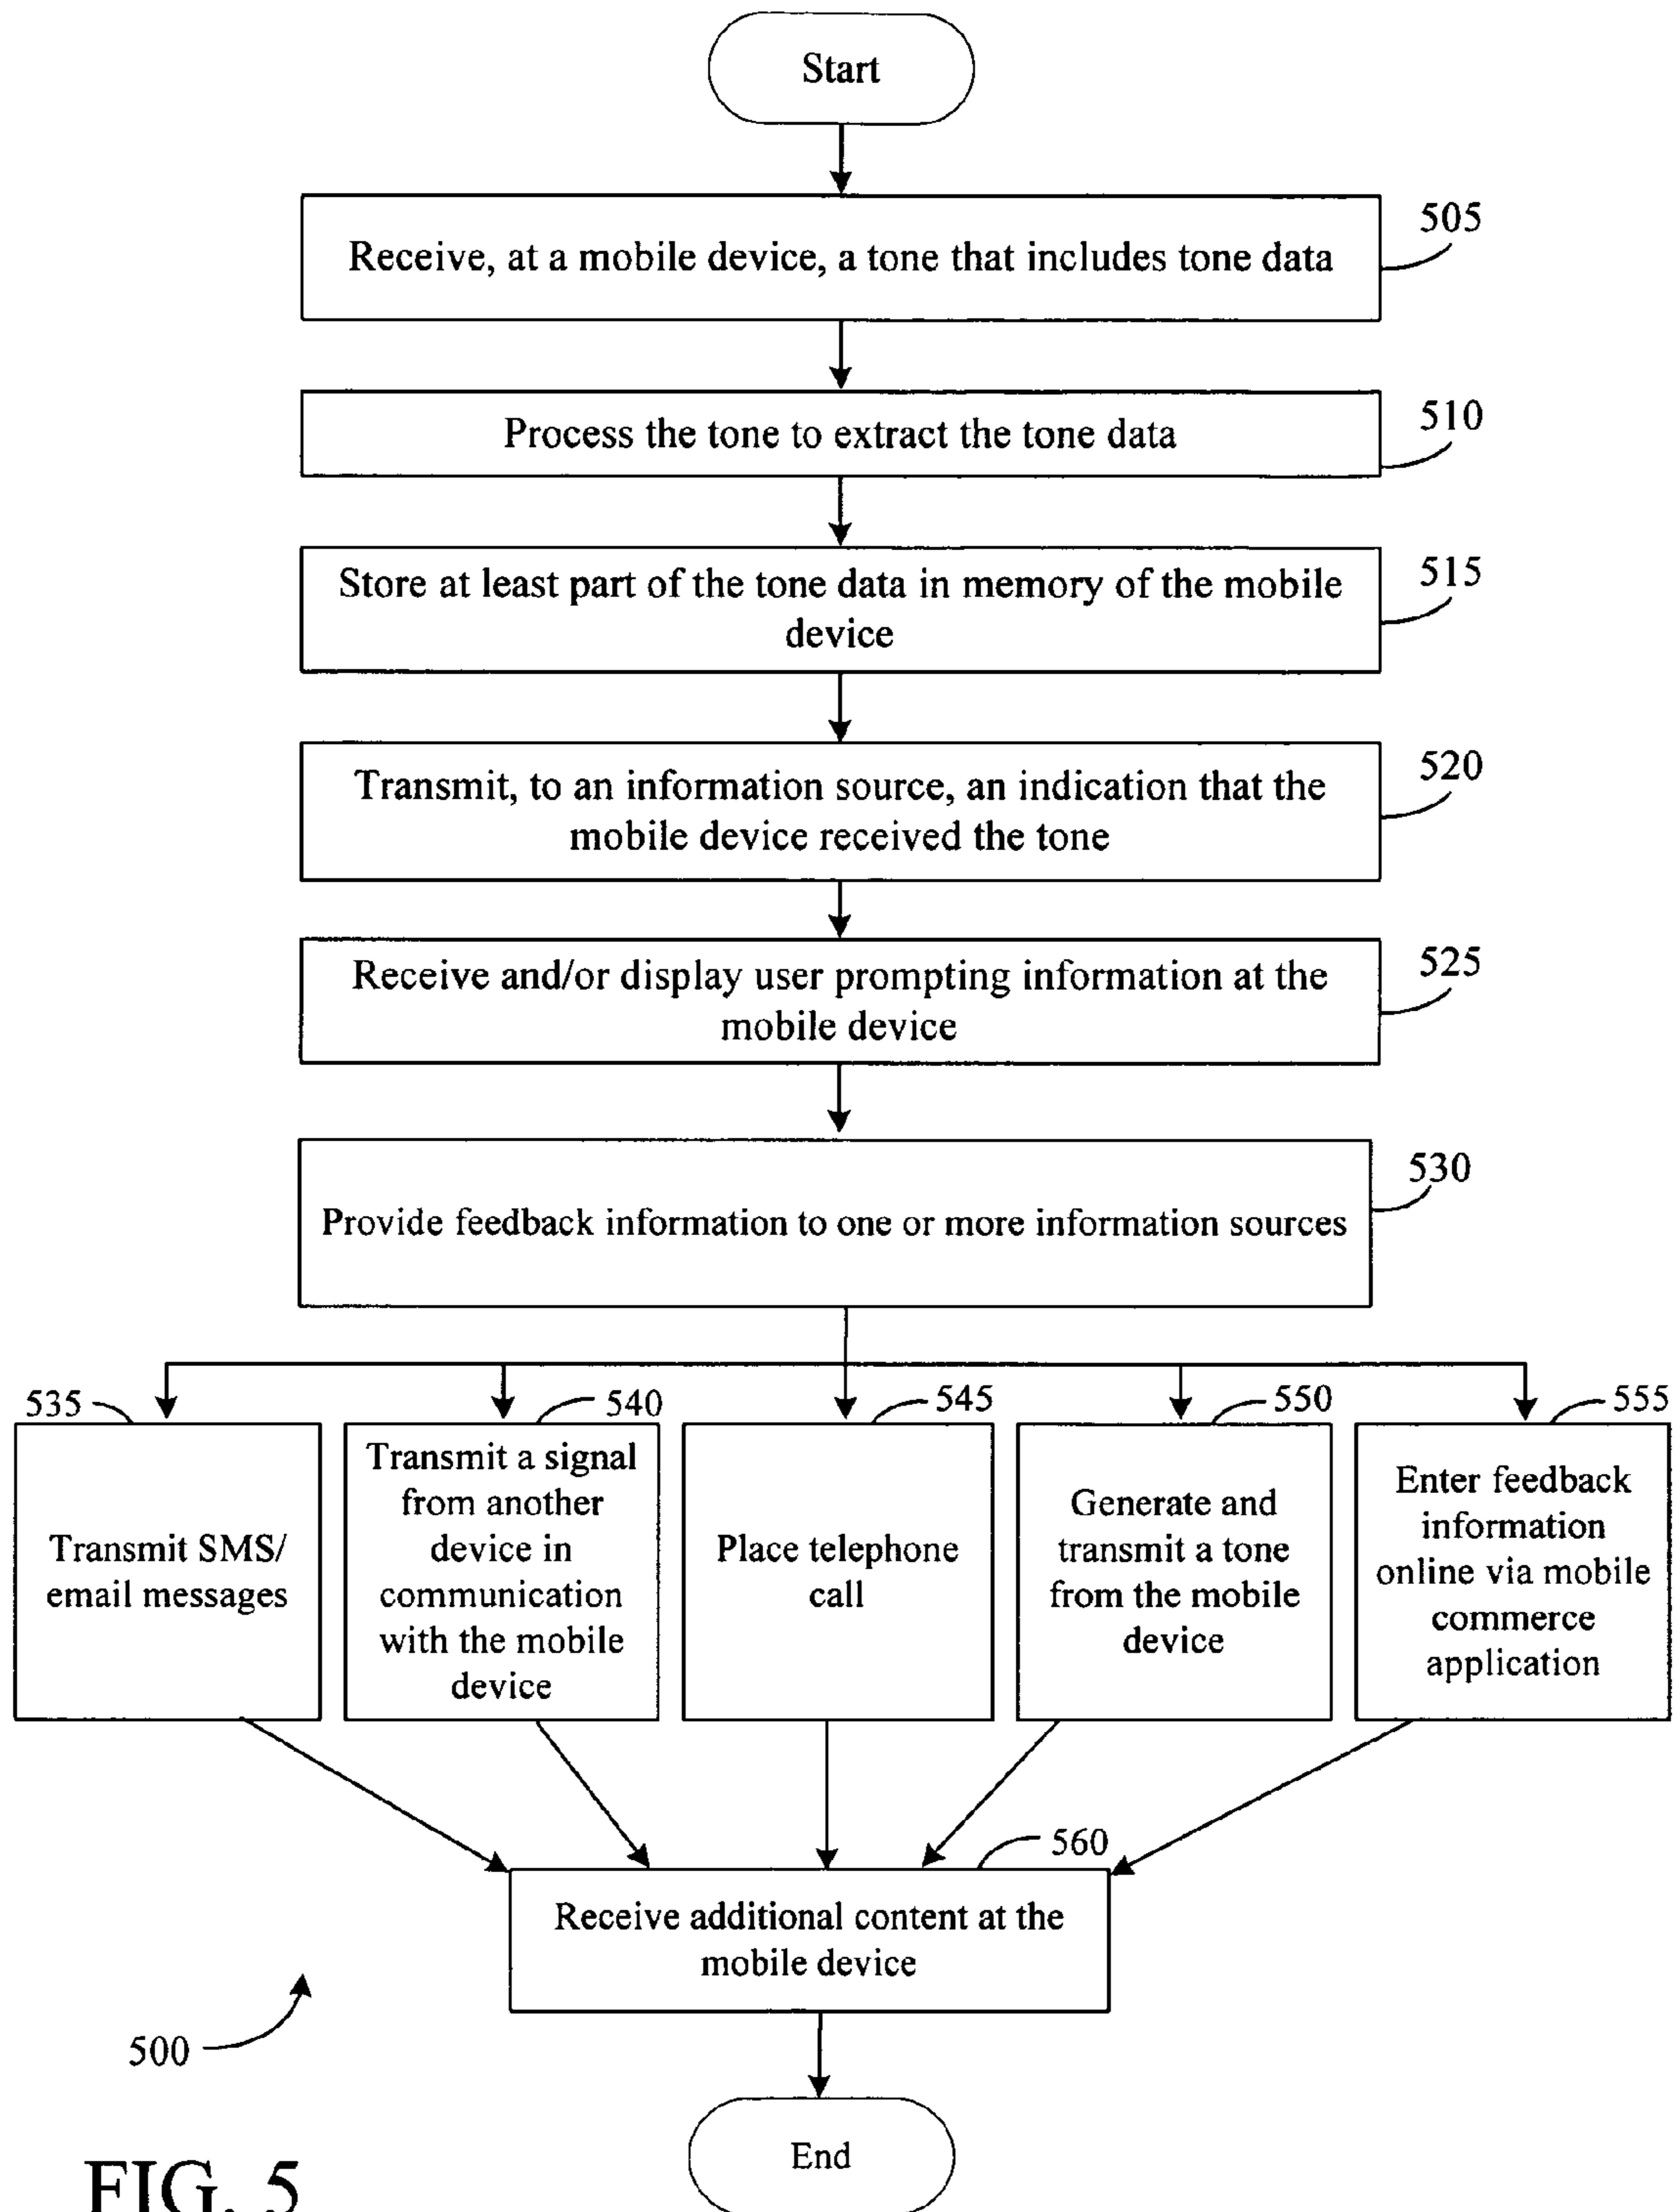 Start
505
Receive, at a mobile device, a tone that includes tone data
510
Process the tone to extract the tone data
515
Store at least part of the tone data in memory of the mobile
device
520
Transmit, to an information source, an indication that the
mobile device received the tone
525
Receive and/or display user prompting information at the
mobile device
530
Provide feedback information to one or more information sources
535
Transmit SMS/
email messages
540
Transmit a signal
from another
device in
communication
with the mobile
device
545
Place telephone
call
550
Generate and
transmit a tone
from the mobile
device
555
Enter feedback
information
online via mobile
commerce
application
560
Receive additional content at the
mobile device
500
End
FIG. 5